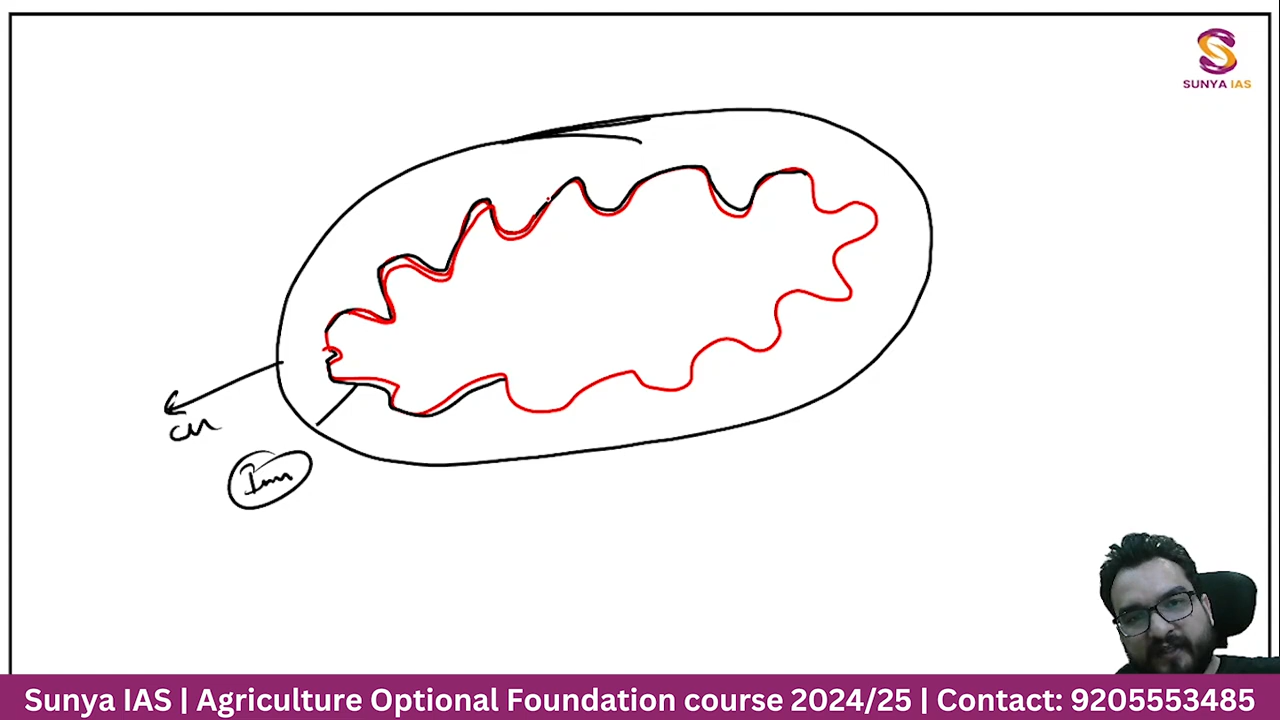 SUNYA IAS
Sunya IAS | Agriculture Optional Foundation course 2024/25 | Contact: 9205553485